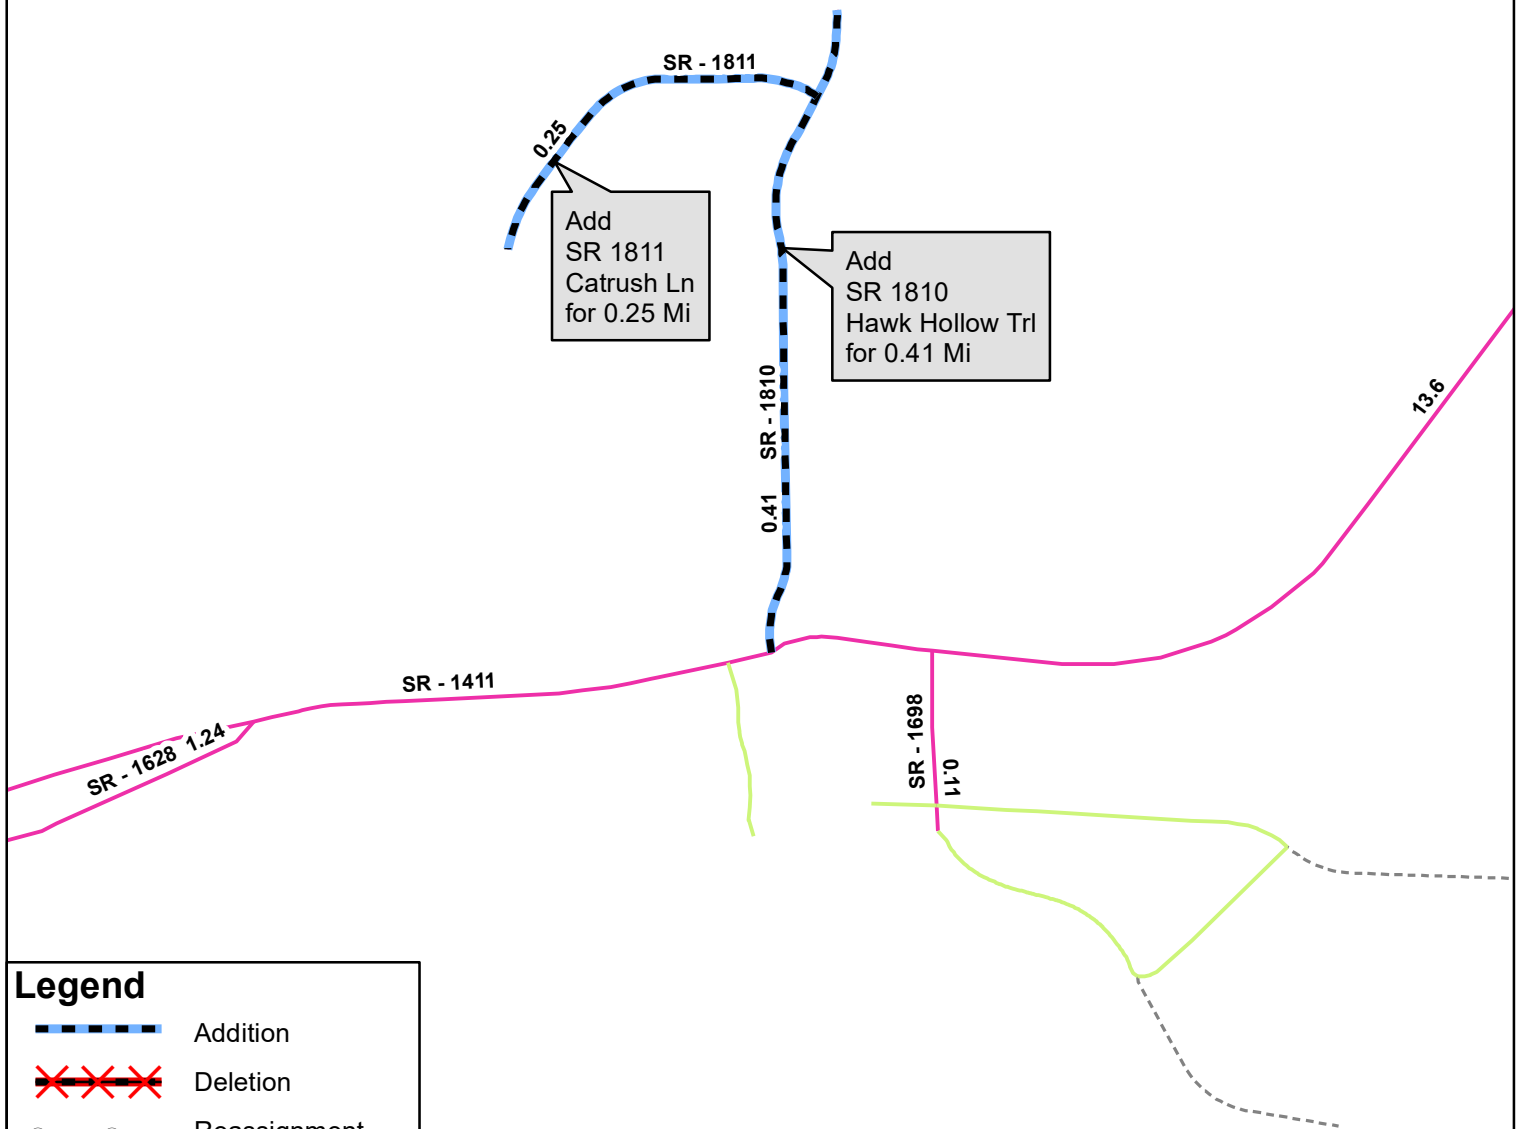 SR - 1811
0.25
Add
SR 1811
Catrush Ln
for 0.25 Mi
Add
SR 1810
Hawk Hollow Trl
for 0.41 Mi
SR - 1810
0.41
13.6
SR - 1411
SR - 1628 1.24
SR - 1698
0.11
Legend
Addition
Deletion
Reassignment